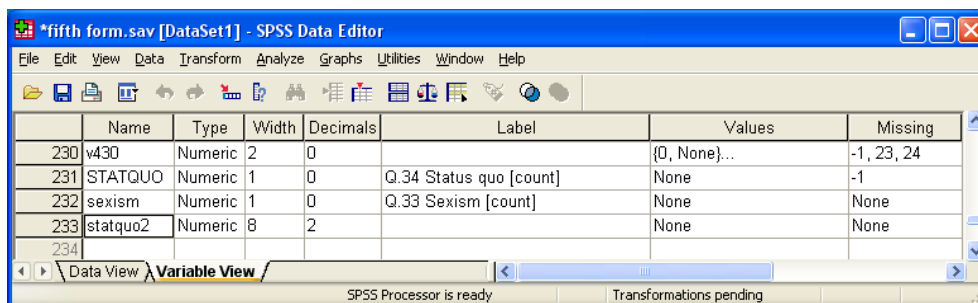 *fifth form.sav [DataSet1] - SPSS Data Editor
File Edit View Data Transform Analyze Graphs Utilities Window Help
Name Type Width Decimals Label Values Missing
230 v430 Numeric 2 0 {0, None}... -1, 23, 24
231 STATQUO Numeric 1 0 Q.34 Status quo [count] None -1
232 sexism Numeric 1 0 Q.33 Sexism [count] None None
233 statquo2 Numeric 8 2 None None
234
Data View Variable View
SPSS Processor is ready Transformations pending